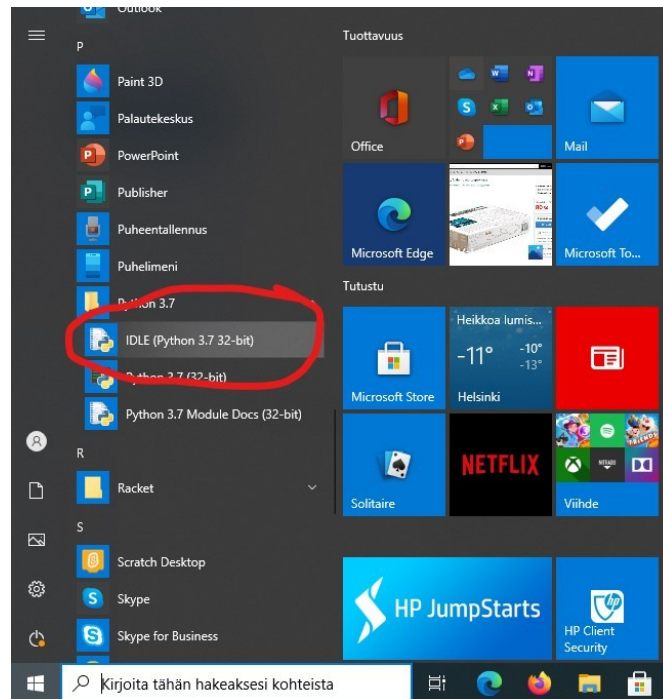 Outlook
P
Paint 3D
Palautekeskus
PowerPoint
Publisher
Puheentallennus
Puhelimeni
Python 3.7
IDLE (Python 3.7 32-bit)
Python 3.7 (32-bit)
Python 3.7 Module Docs (32-bit)
R
Racket
S
Scratch Desktop
Skype
Skype for Business
Tuottavuus
Office
Mail
Microsoft Edge
Microsoft To...
Tutustu
Microsoft Store
Heikkoa lumis...
-11°
-10°
-13°
Helsinki
Solitaire
NETFLIX
Viihde
HP JumpStarts
HP Client
Security
Kirjoita tähän hakeaksesi kohteista